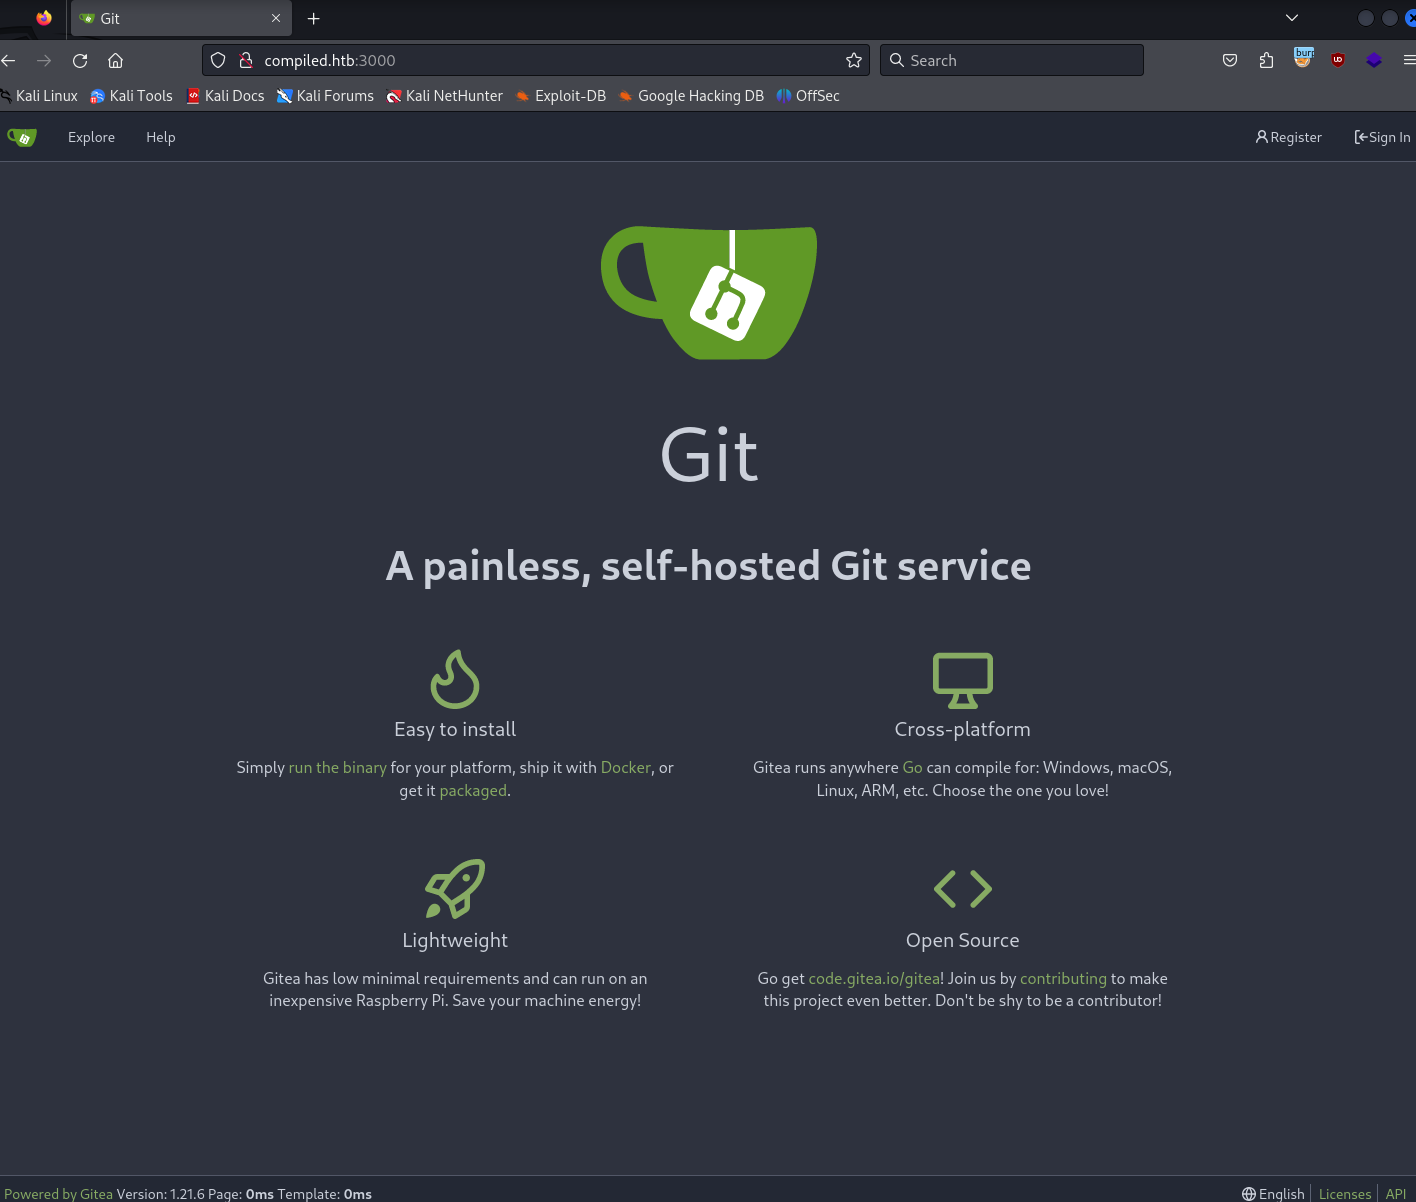 Git
compiled.htb:3000
Search
burp
UD
Kali Linux Kali Tools Kali Docs Kali Forums Kali NetHunter Exploit-DB Google Hacking DB OffSec
Explore Help Register Sign In
Git
A painless, self-hosted Git service
Easy to install
Simply run the binary for your platform, ship it with Docker, or
get it packaged.
Cross-platform
Gitea runs anywhere Go can compile for: Windows, macOS,
Linux, ARM, etc. Choose the one you love!
Lightweight
Gitea has low minimal requirements and can run on an
inexpensive Raspberry Pi. Save your machine energy!
Open Source
Go get code.gitea.io/gitea! Join us by contributing to make
this project even better. Don't be shy to be a contributor!
Powered by Gitea Version: 1.21.6 Page: 0ms Template: 0ms English Licenses API